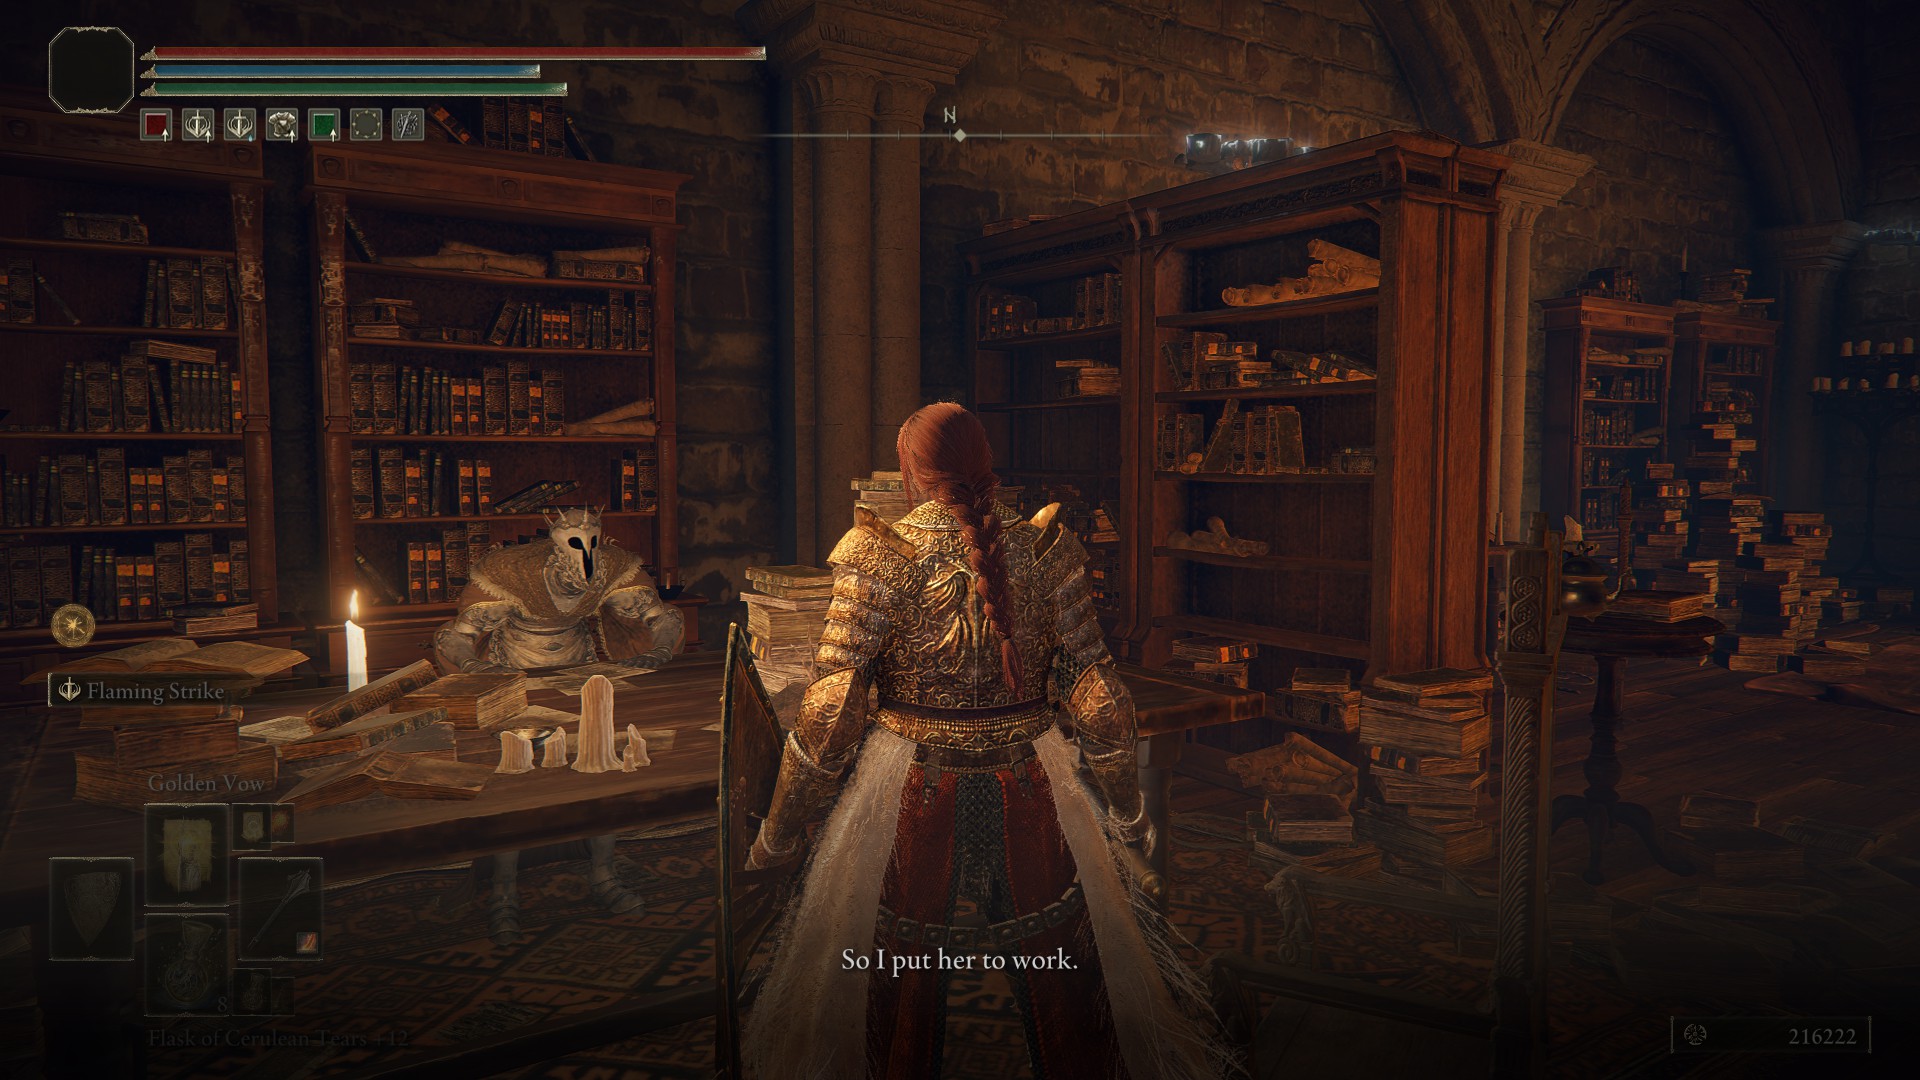 N
Flaming Strike
Golden Vow
8
Flask of Cerulean Tears +12
So I put her to work.
216222